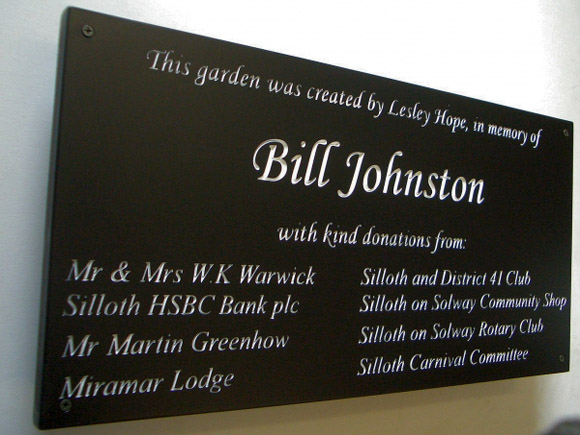 This garden was created by Lesley Hope, in memory of
Bill Johnston
with kind donations from:
Mr & Mrs W.K Warwick
Silloth HSBC Bank plc
Mr Martin Greenhow
Miramar Lodge
Silloth and District 41 Club
Silloth on Solway Community Shop
Silloth on Solway Rotary Club
Silloth Carnival Committee